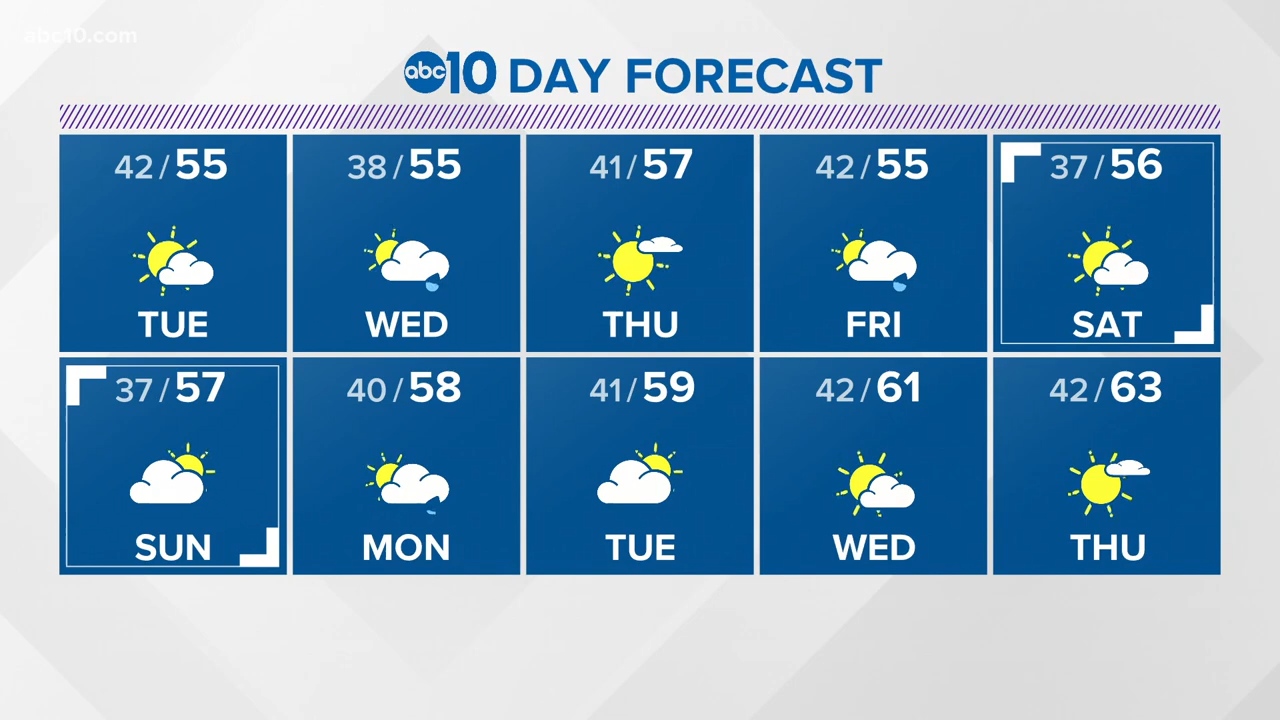 abc10.com
abc10 DAY FORECAST
42/55 38/55 41/57 42/55 37/56
TUE WED THU FRI SAT
37/57 40/58 41/59 42/61 42/63
SUN MON TUE WED THU